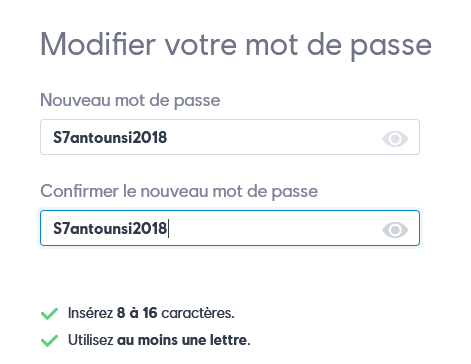 Modifier votre mot de passe
Nouveau mot de passe
S7antounsi2018
Confirmer le nouveau mot de passe
S7antounsi2018
Insérez 8 à 16 caractères.
Utilisez au moins une lettre.